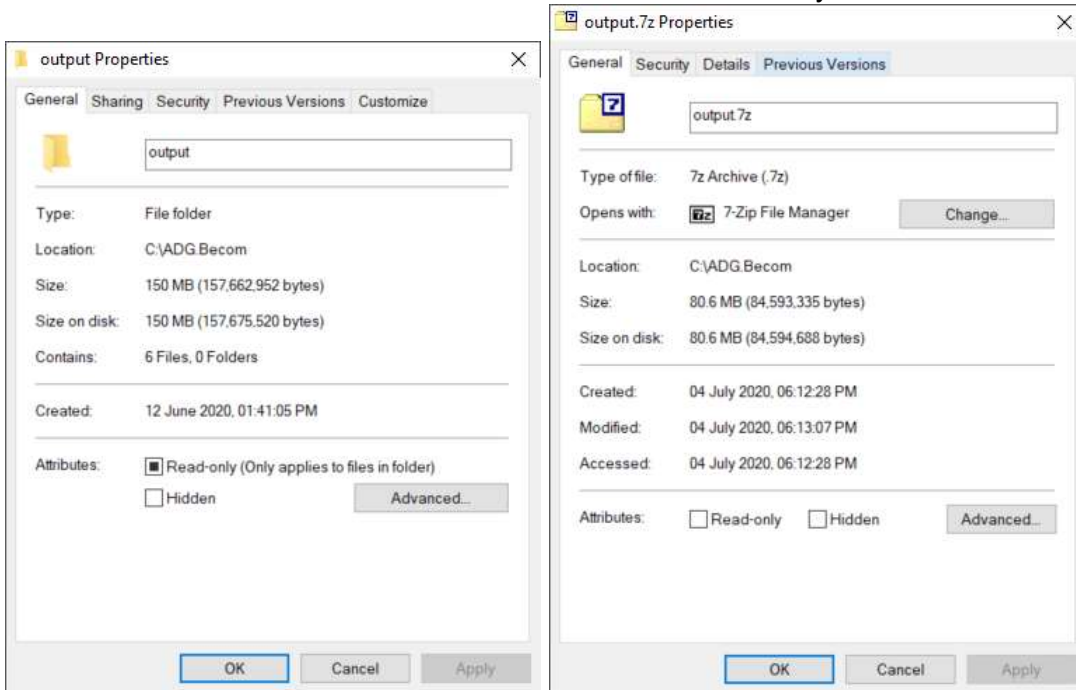 output Properties
General Sharing Security Previous Versions Customize
output
Type: File folder
Location: C:\ADG.Becom
Size: 150 MB (157,662,952 bytes)
Size on disk: 150 MB (157,675,520 bytes)
Contains: 6 Files, 0 Folders
Created: 12 June 2020, 01:41:05 PM
Attributes: Read-only (Only applies to files in folder)
Hidden Advanced...
OK Cancel Apply
output.7z Properties
General Security Details Previous Versions
output.7z
Type of file: 7z Archive (.7z)
Opens with: 7-Zip File Manager Change...
Location: C:\ADG.Becom
Size: 80.6 MB (84,593,335 bytes)
Size on disk: 80.6 MB (84,594,688 bytes)
Created: 04 July 2020, 06:12:28 PM
Modified: 04 July 2020, 06:13:07 PM
Accessed: 04 July 2020, 06:12:28 PM
Attributes: Read-only Hidden Advanced...
OK Cancel Apply